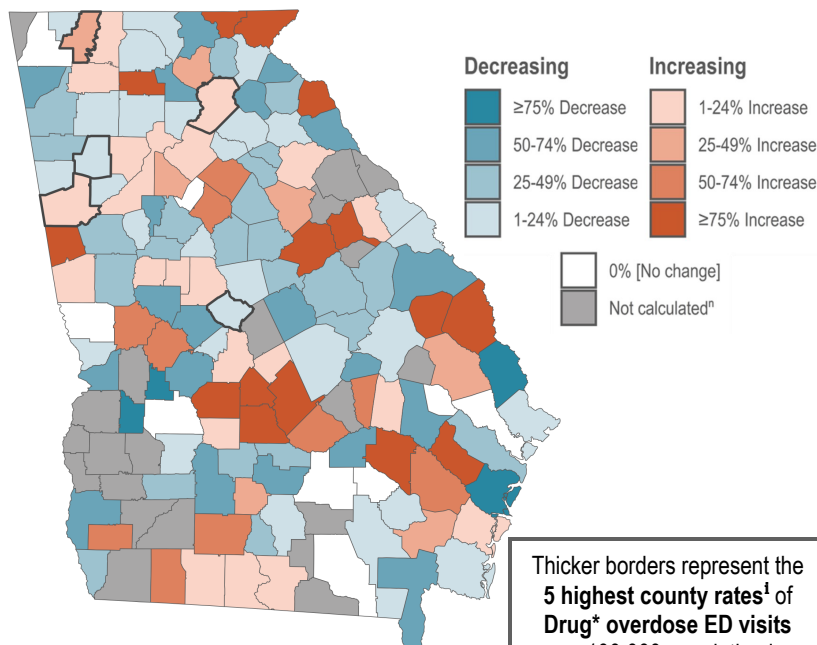 Decreasing
≥75% Decrease
50-74% Decrease
25-49% Decrease
1-24% Decrease
Increasing
1-24% Increase
25-49% Increase
50-74% Increase
≥75% Increase
0% [No change]
Not calculatedⁿ
Thicker borders represent the
5 highest county rates‡ of
Drug* overdose ED visits